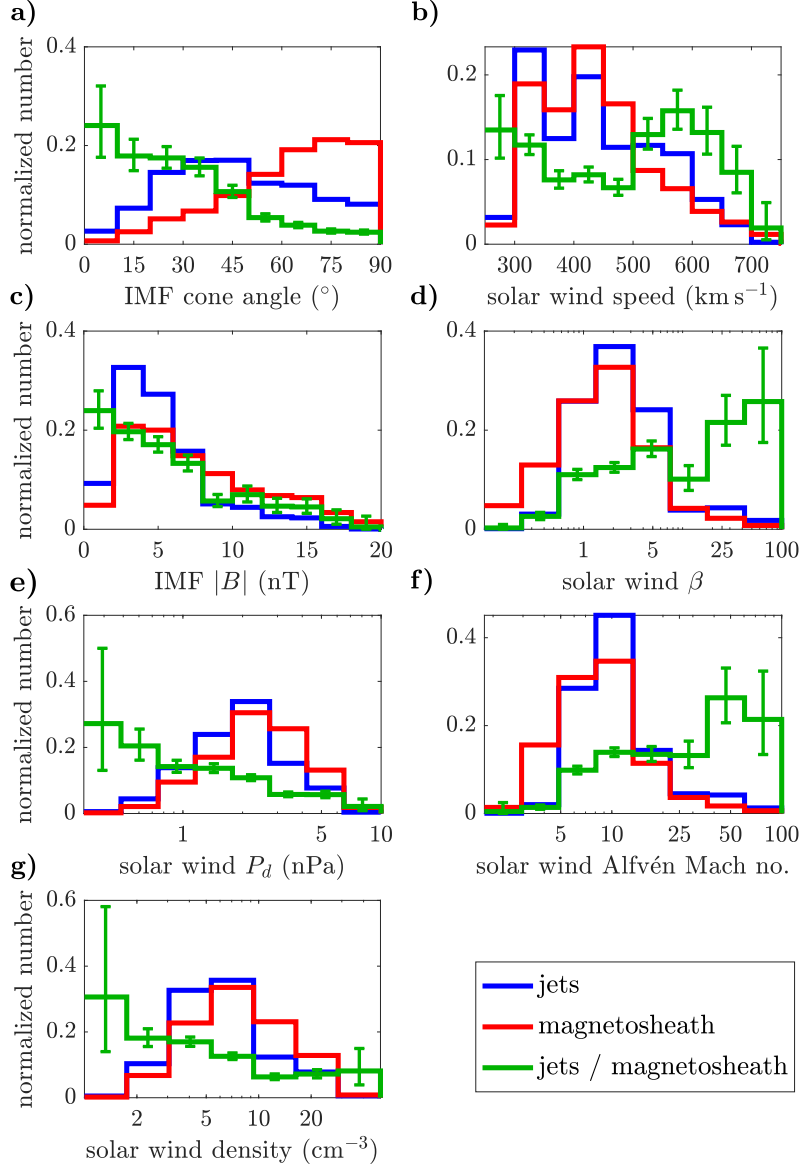 a)
b)
normalized number
0.4
0.2
0
0 15 30 45 60 75 90
IMF cone angle (°)
0.2
0.1
0
300 400 500 600 700
solar wind speed (km s⁻¹)
c)
d)
normalized number
0.4
0.2
0
0 5 10 15 20
IMF |B| (nT)
0.4
0.2
0
1 5 25 100
solar wind β
e)
f)
normalized number
0.6
0.4
0.2
0
1 5 10
solar wind P_d (nPa)
0.4
0.2
0
5 10 25 50 100
solar wind Alfvén Mach no.
g)
normalized number
0.6
0.4
0.2
0
2 5 10 20
solar wind density (cm⁻³)
jets
magnetosheath
jets / magnetosheath